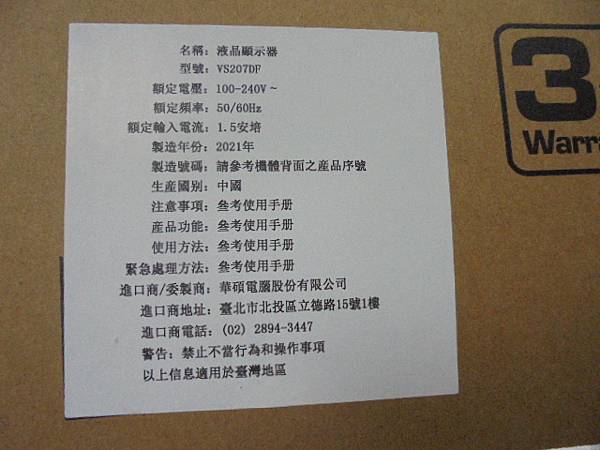 名稱：液晶顯示器
型號：VS207DF
額定電壓：100-240V～
額定頻率：50/60Hz
額定輸入電流：1.5安培
製造年份：2021年
製造號碼：請參考機體背面之產品序號
生產國别：中國
注意事項：叄考使用手册
產品功能：叄考使用手册
使用方法：叄考使用手册
緊急處理方法：叄考使用手册
進口商/委製商：華碩電腦股份有限公司
進口商地址：臺北市北投區立德路15號1樓
進口商電話：(02) 2894-3447
警告：禁止不當行為和操作事項
以上信息適用於臺灣地區
3
Warra